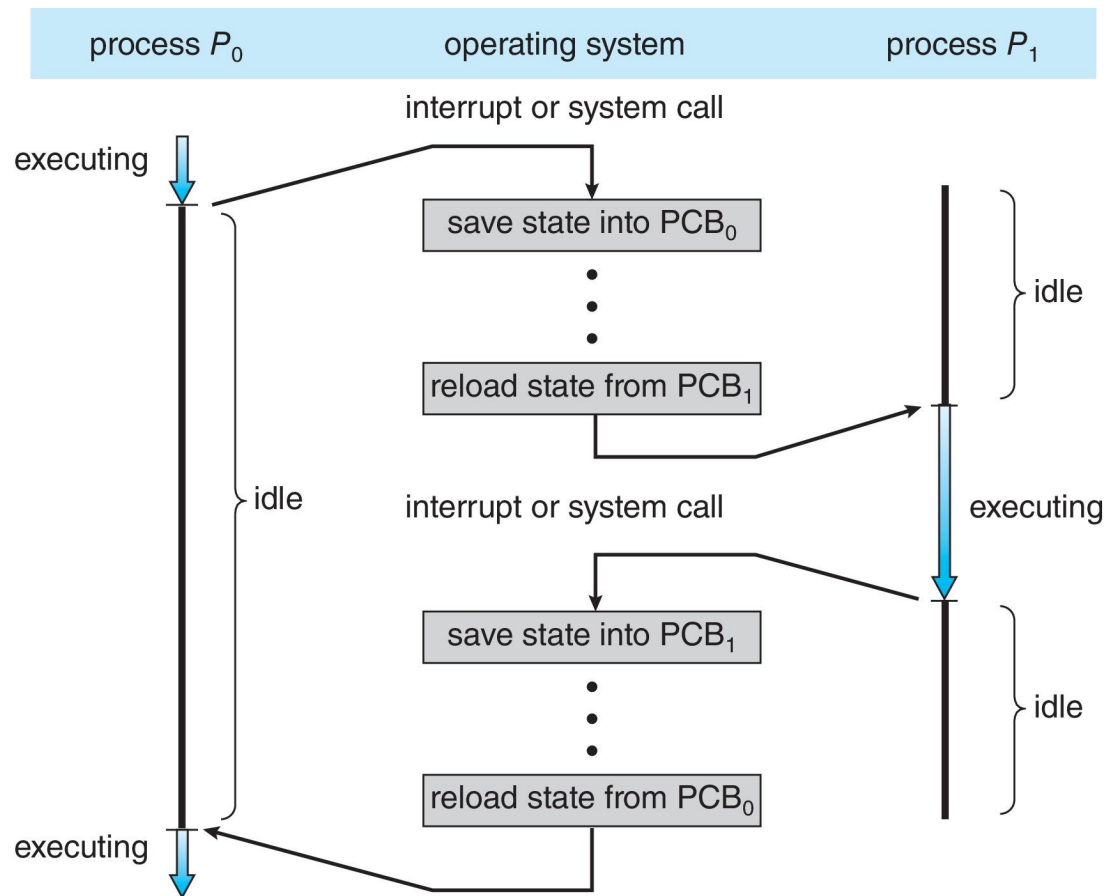 process P₀ operating system process P₁
interrupt or system call
executing
save state into PCB₀
idle
reload state from PCB₁
idle
interrupt or system call
executing
save state into PCB₁
idle
reload state from PCB₀
executing